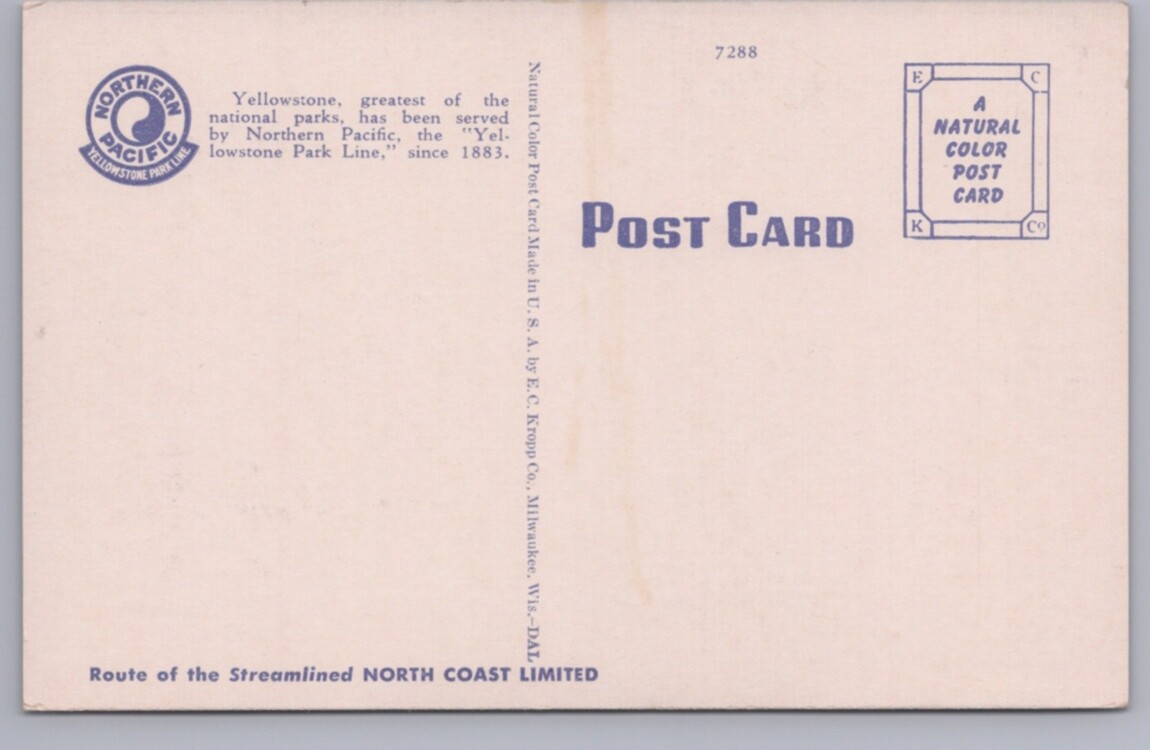 NORTHERN
PACIFIC
YELLOWSTONE PARK LINE
Yellowstone, greatest of the
national parks, has been served
by Northern Pacific, the "Yel-
lowstone Park Line," since 1883.
Natural Color Post Card Made in U. S. A. by E. C. Kropp Co., Milwaukee, Wis.-DAL
7288
POST CARD
E C
A
NATURAL
COLOR
POST
CARD
K Co
Route of the Streamlined NORTH COAST LIMITED